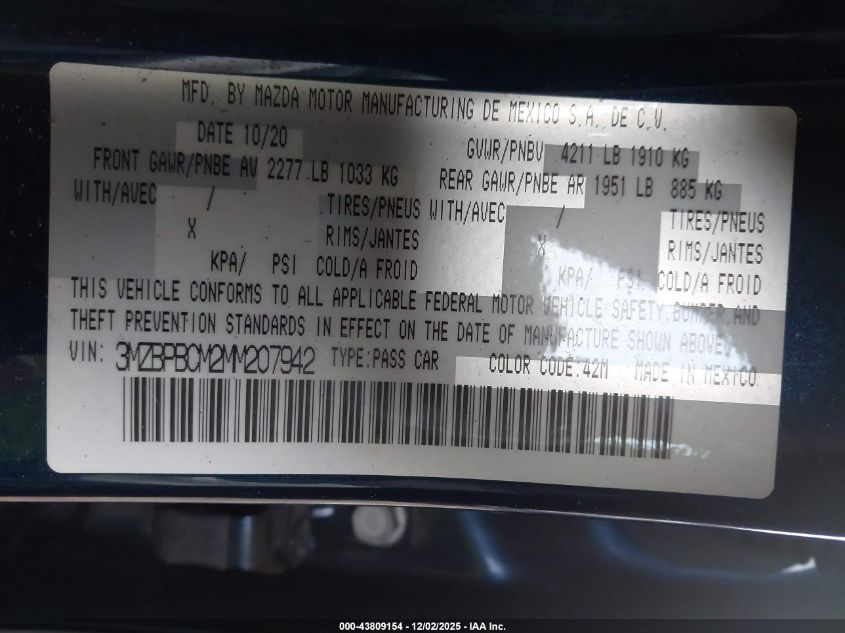 MFD. BY MAZDA MOTOR MANUFACTURING DE MEXICO S.A. DE C.V.
DATE 10/20 GVWR/PNBV 4211 LB 1910 KG
FRONT GAWR/PNBE AV 2277 LB 1033 KG REAR GAWR/PNBE AR 1951 LB 885 KG
WITH/AVEC / TIRES/PNEUS WITH/AVEC / TIRES/PNEUS
X RIMS/JANTES X RIMS/JANTES
KPA/ PSI COLD/A FROID KPA/ PSI COLD/A FROID
THIS VEHICLE CONFORMS TO ALL APPLICABLE FEDERAL MOTOR VEHICLE SAFETY, BUMPER, AND
THEFT PREVENTION STANDARDS IN EFFECT ON THE DATE OF MANUFACTURE SHOWN ABOVE.
VIN: 3MZBPBCM2MM207942 TYPE:PASS CAR COLOR CODE:42M MADE IN MEXICO
000-43809154 - 12/02/2025 - IAA Inc.